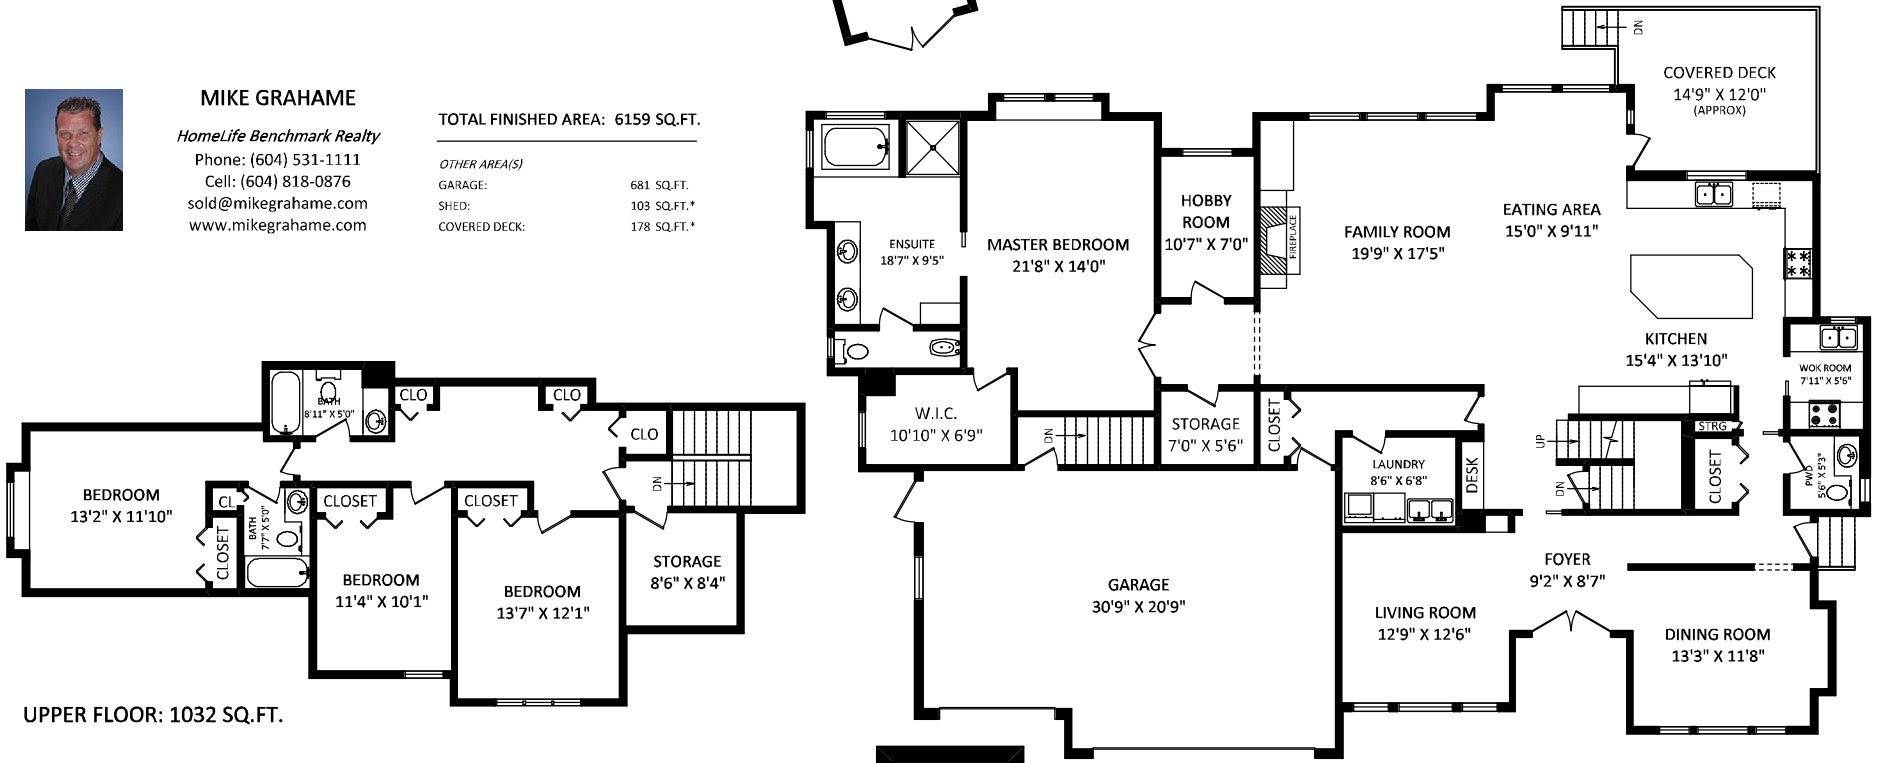 MIKE GRAHAME
HomeLife Benchmark Realty
Phone: (604) 531-1111
Cell: (604) 818-0876
sold@mikegrahame.com
www.mikegrahame.com
TOTAL FINISHED AREA: 6159 SQ.FT.
OTHER AREA(S)
GARAGE: 681 SQ.FT.
SHED: 103 SQ.FT.*
COVERED DECK: 178 SQ.FT.*
BATH
8'11" X 5'0"
CLO
CLO
CLO
DN
BEDROOM
13'2" X 11'10"
CL
CLOSET
BATH
7'7" X 5'0"
CLOSET
CLOSET
BEDROOM
11'4" X 10'1"
BEDROOM
13'7" X 12'1"
STORAGE
8'6" X 8'4"
UPPER FLOOR: 1032 SQ.FT.
DN
COVERED DECK
14'9" X 12'0"
(APPROX)
ENSUITE
18'7" X 9'5"
MASTER BEDROOM
21'8" X 14'0"
HOBBY
ROOM
10'7" X 7'0"
FIREPLACE
FAMILY ROOM
19'9" X 17'5"
EATING AREA
15'0" X 9'11"
KITCHEN
15'4" X 13'10"
WOK ROOM
7'11" X 5'6"
W.I.C.
10'10" X 6'9"
DN
STORAGE
7'0" X 5'6"
CLOSET
LAUNDRY
8'6" X 6'8"
DESK
UP
DN
STRG
CLOSET
PWD
5'6" X 5'3"
GARAGE
30'9" X 20'9"
FOYER
9'2" X 8'7"
LIVING ROOM
12'9" X 12'6"
DINING ROOM
13'3" X 11'8"